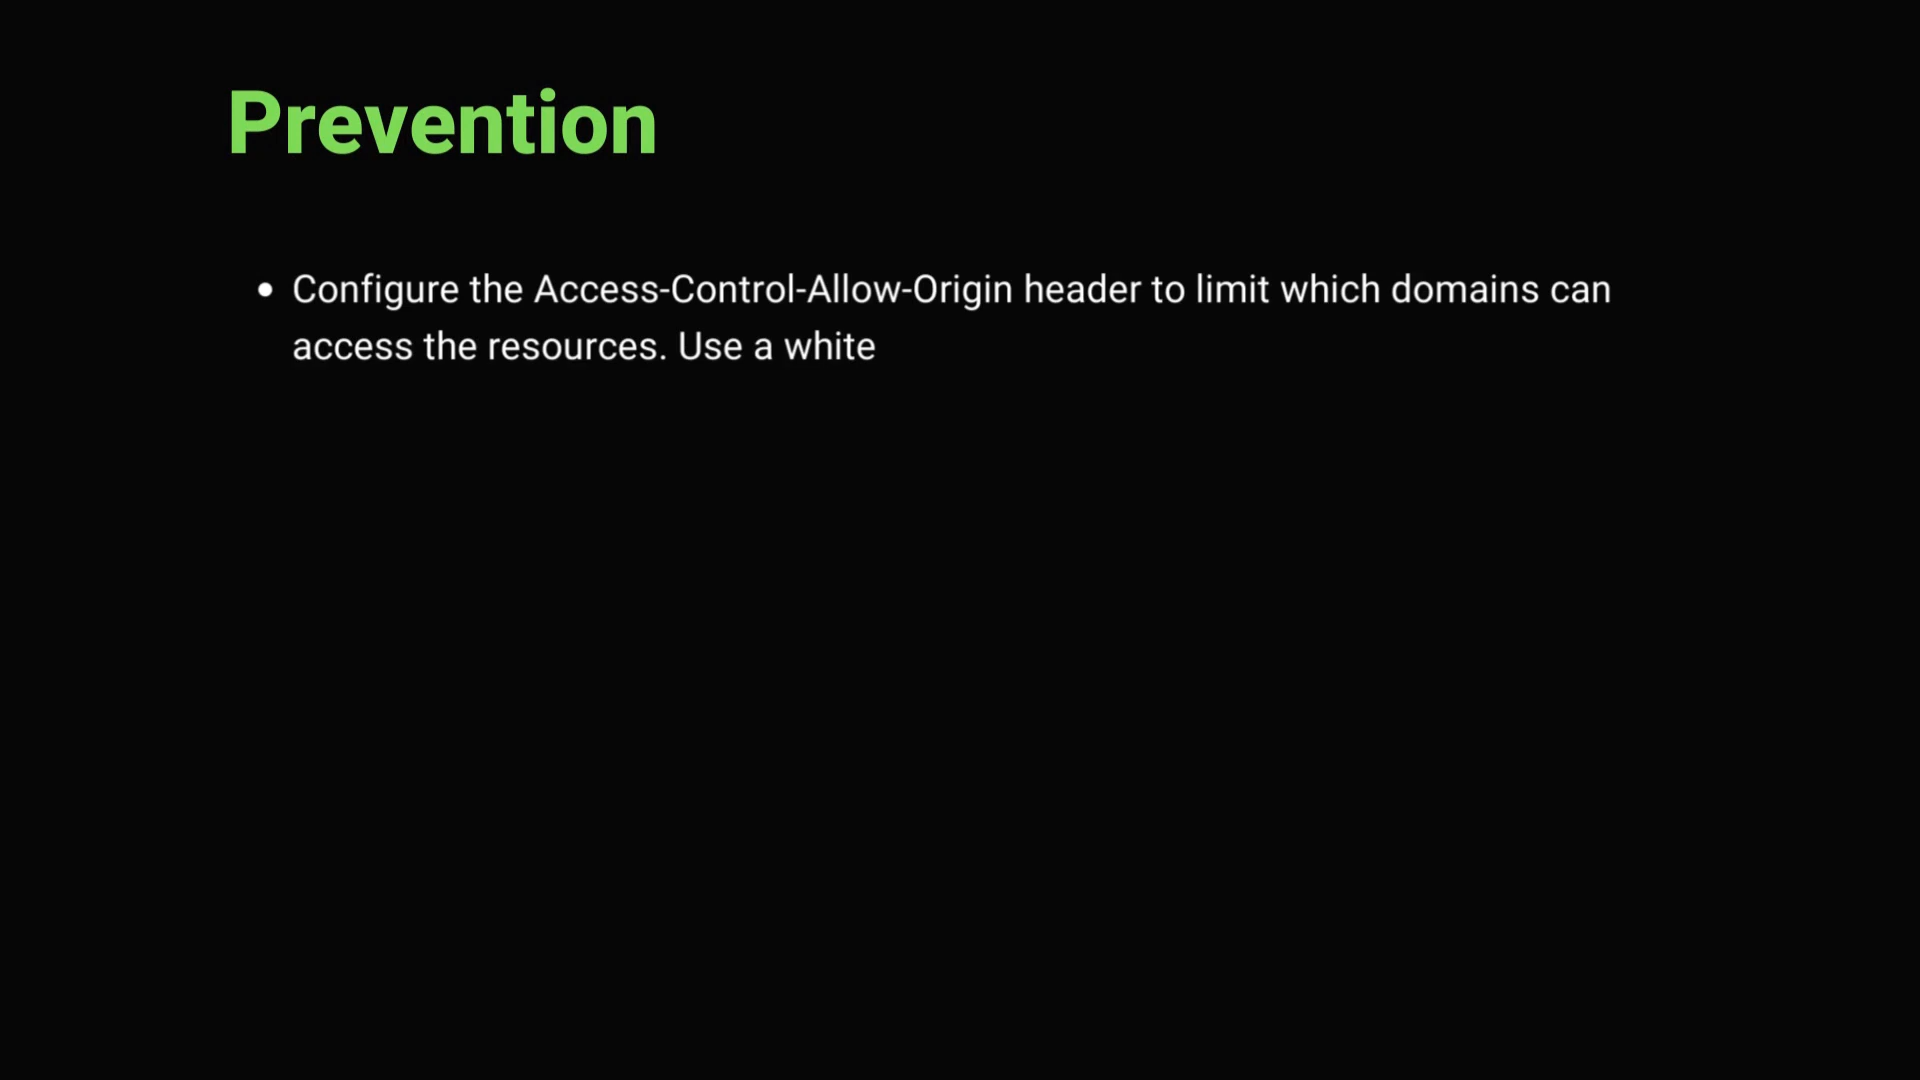 Prevention
• Configure the Access-Control-Allow-Origin header to limit which domains can
access the resources. Use a white